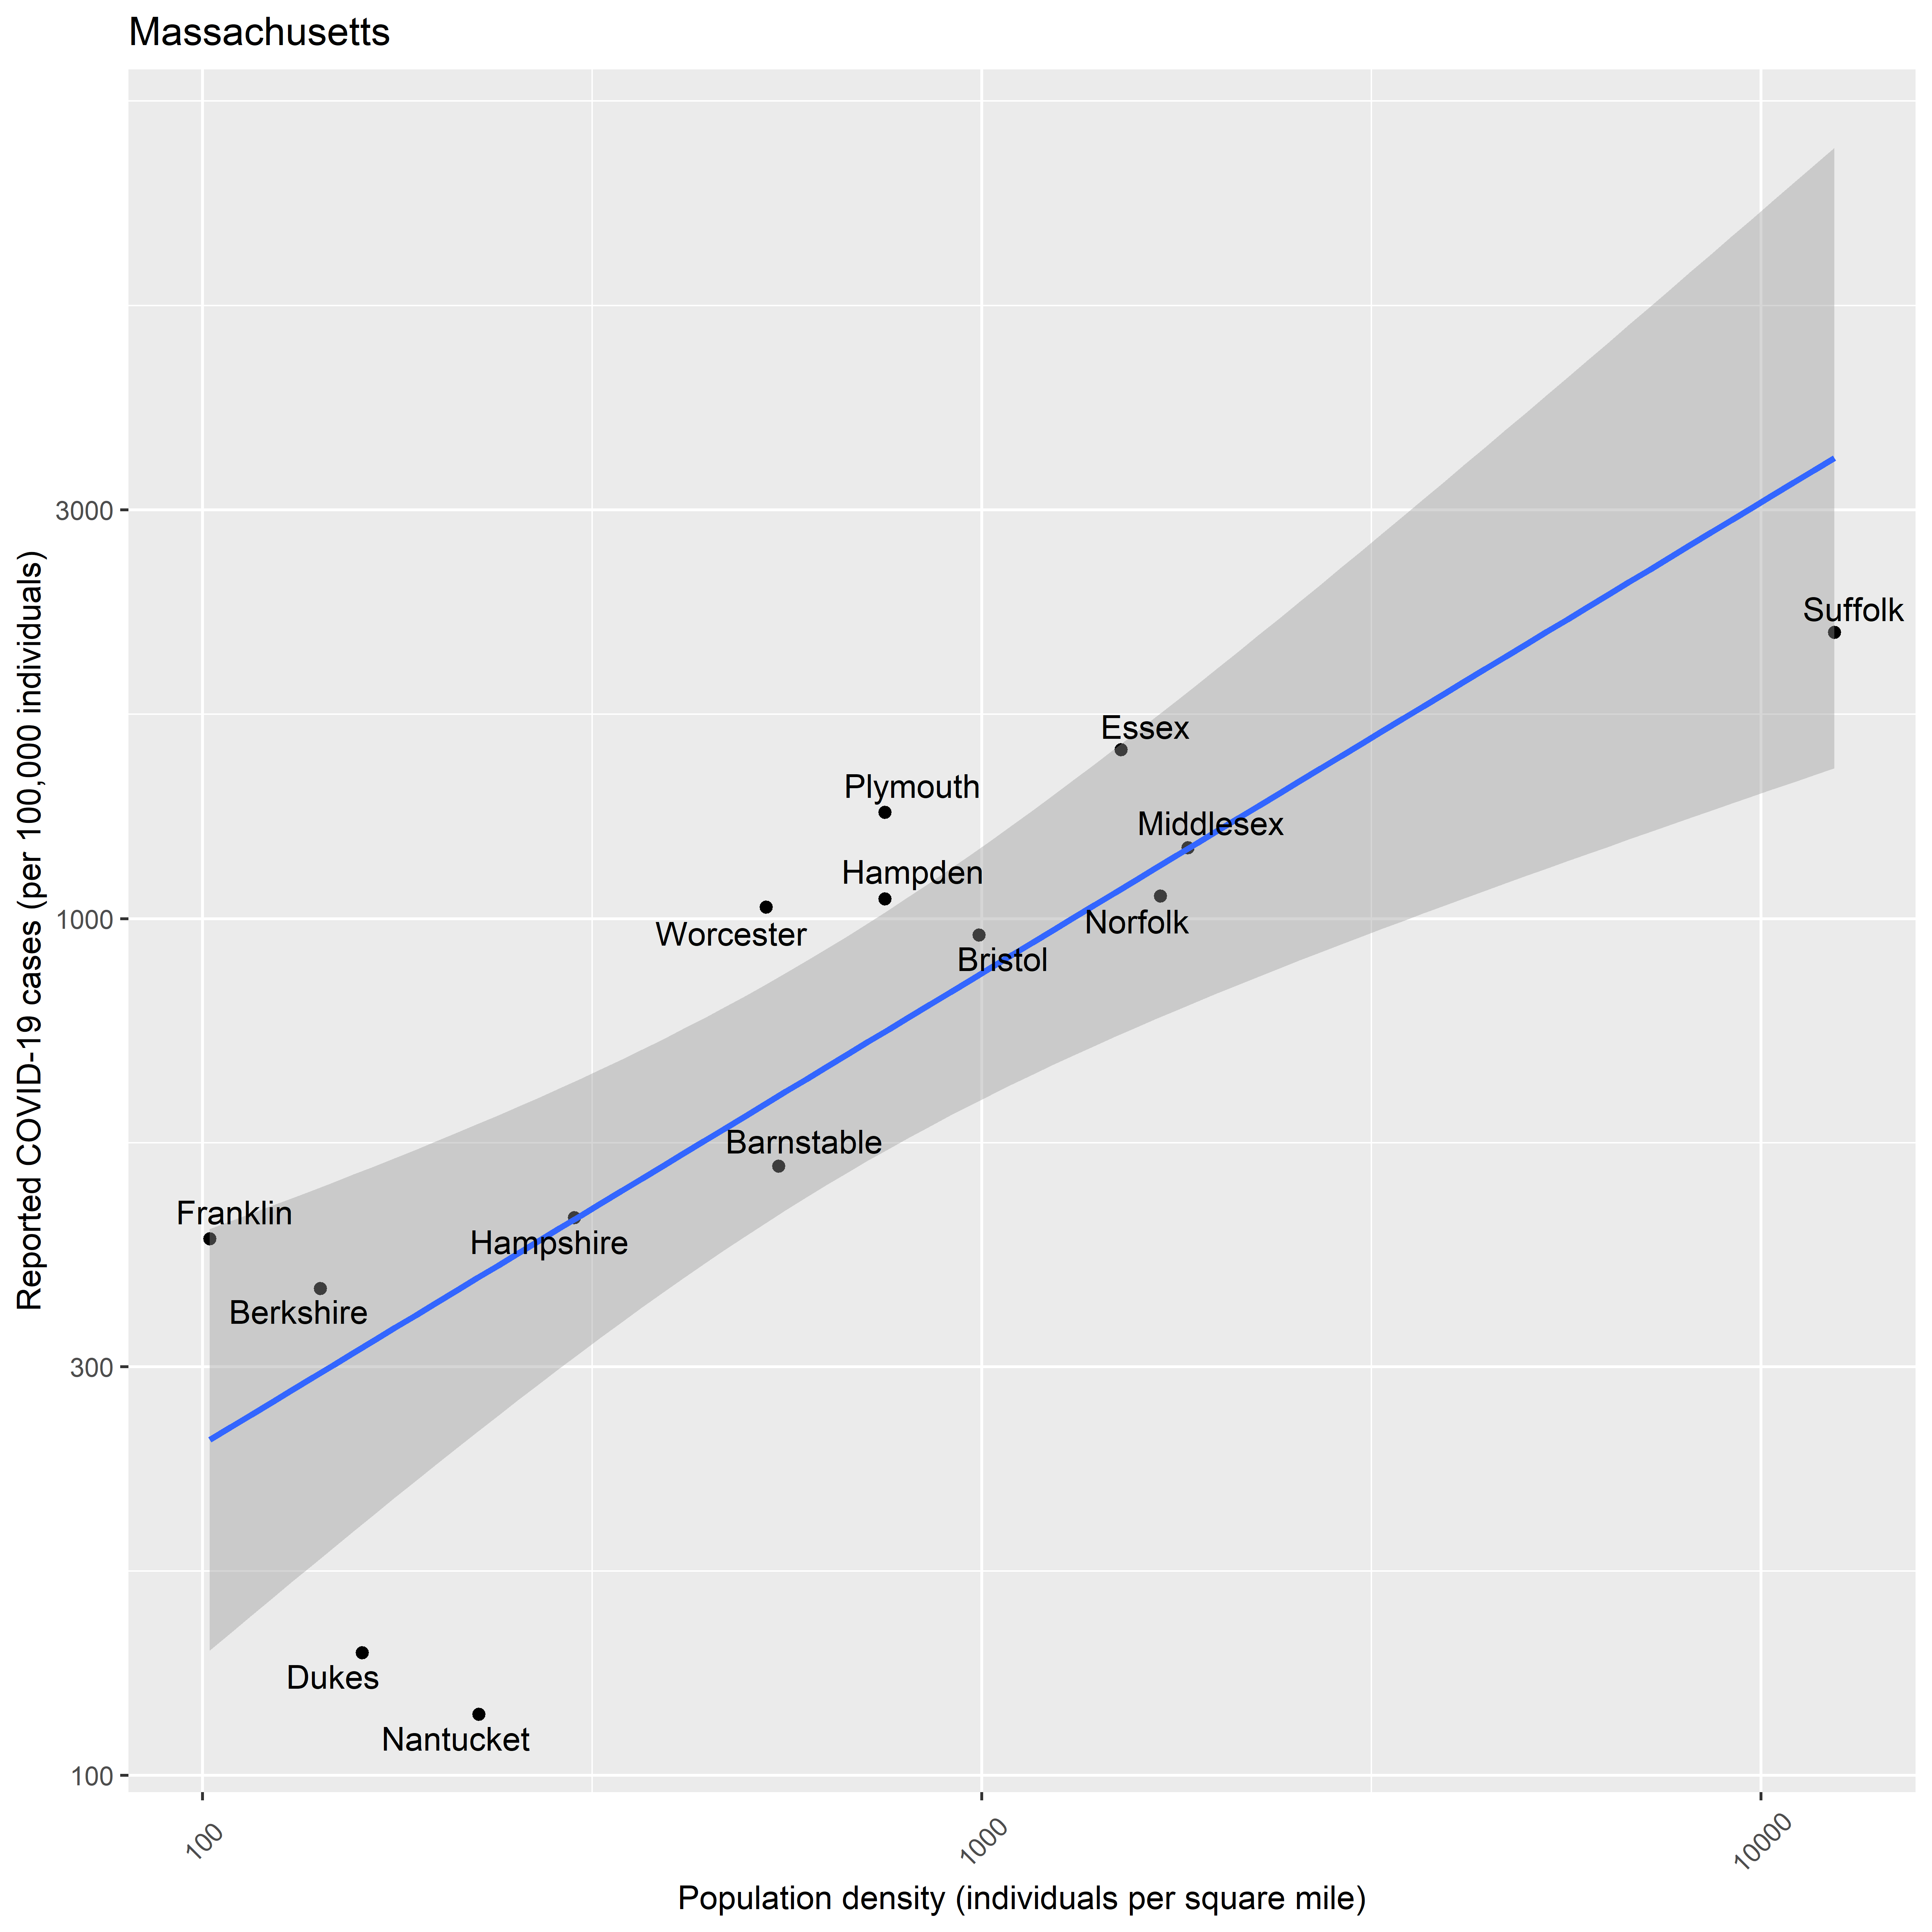 Massachusetts
Reported COVID-19 cases (per 100,000 individuals)
3000
1000
300
100
Suffolk
Essex
Plymouth
Middlesex
Hampden
Norfolk
Worcester
Bristol
Barnstable
Franklin
Hampshire
Berkshire
Dukes
Nantucket
100
1000
10000
Population density (individuals per square mile)